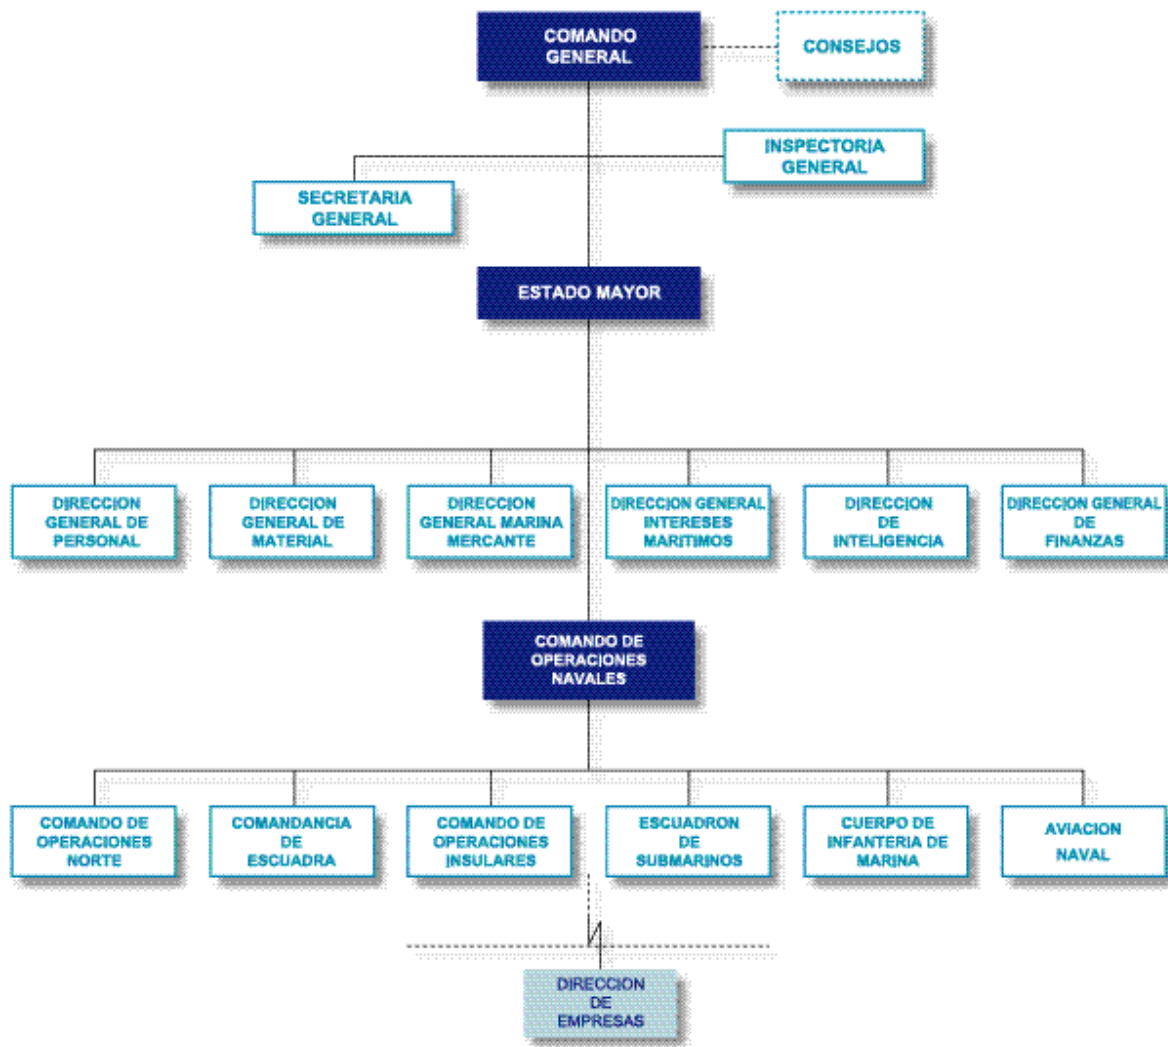 COMANDO
GENERAL
CONSEJOS
INSPECTORIA
GENERAL
SECRETARIA
GENERAL
ESTADO MAYOR
DIRECCION
GENERAL DE
PERSONAL
DIRECCION
GENERAL DE
MATERIAL
DIRECCION
GENERAL MARINA
MERCANTE
DIRECCION GENERAL
INTERESES
MARITIMOS
DIRECCION
DE
INTELIGENCIA
DIRECCION GENERAL
DE
FINANZAS
COMANDO DE
OPERACIONES
NAVALES
COMANDO DE
OPERACIONES
NORTE
COMANDANCIA
DE
ESCUADRA
COMANDO DE
OPERACIONES
INSULARES
ESCUADRON
DE
SUBMARINOS
CUERPO DE
INFANTERIA DE
MARINA
AVIACION
NAVAL
DIRECCION
DE
EMPRESAS